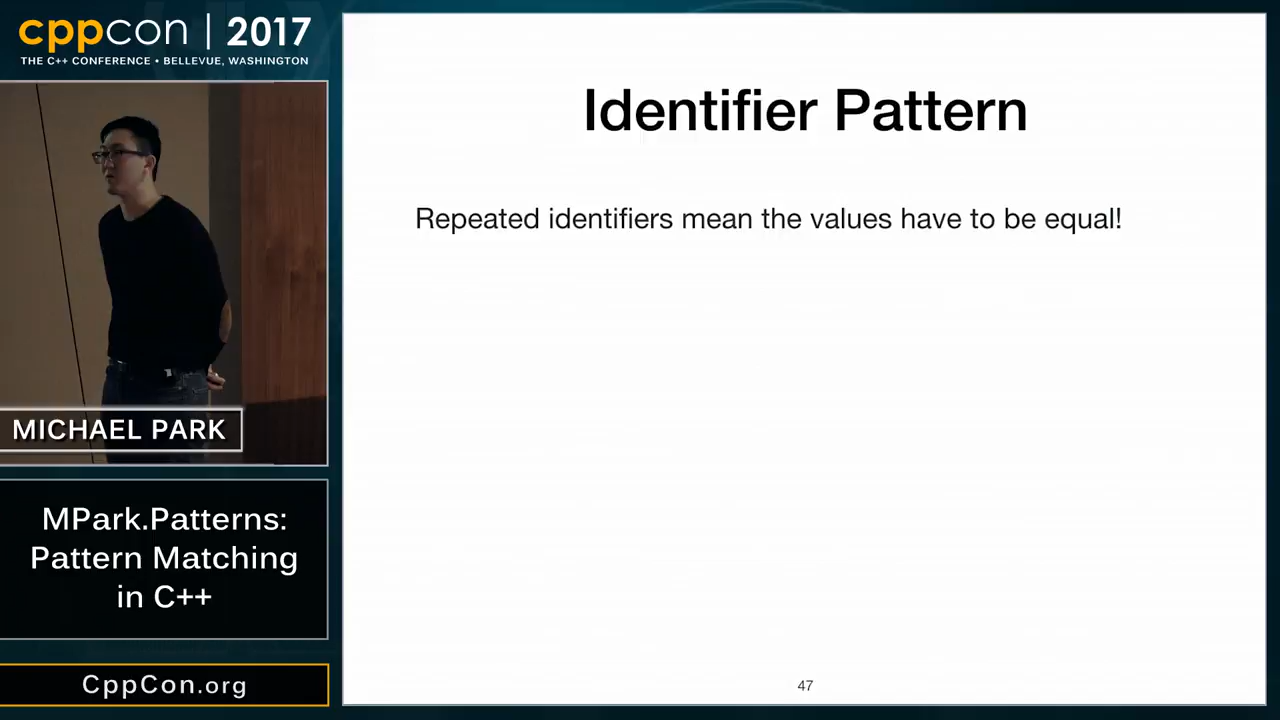 cppcon | 2017
THE C++ CONFERENCE • BELLEVUE, WASHINGTON
MICHAEL PARK
MPark.Patterns:
Pattern Matching
in C++
CppCon.org
Identifier Pattern
Repeated identifiers mean the values have to be equal!
47